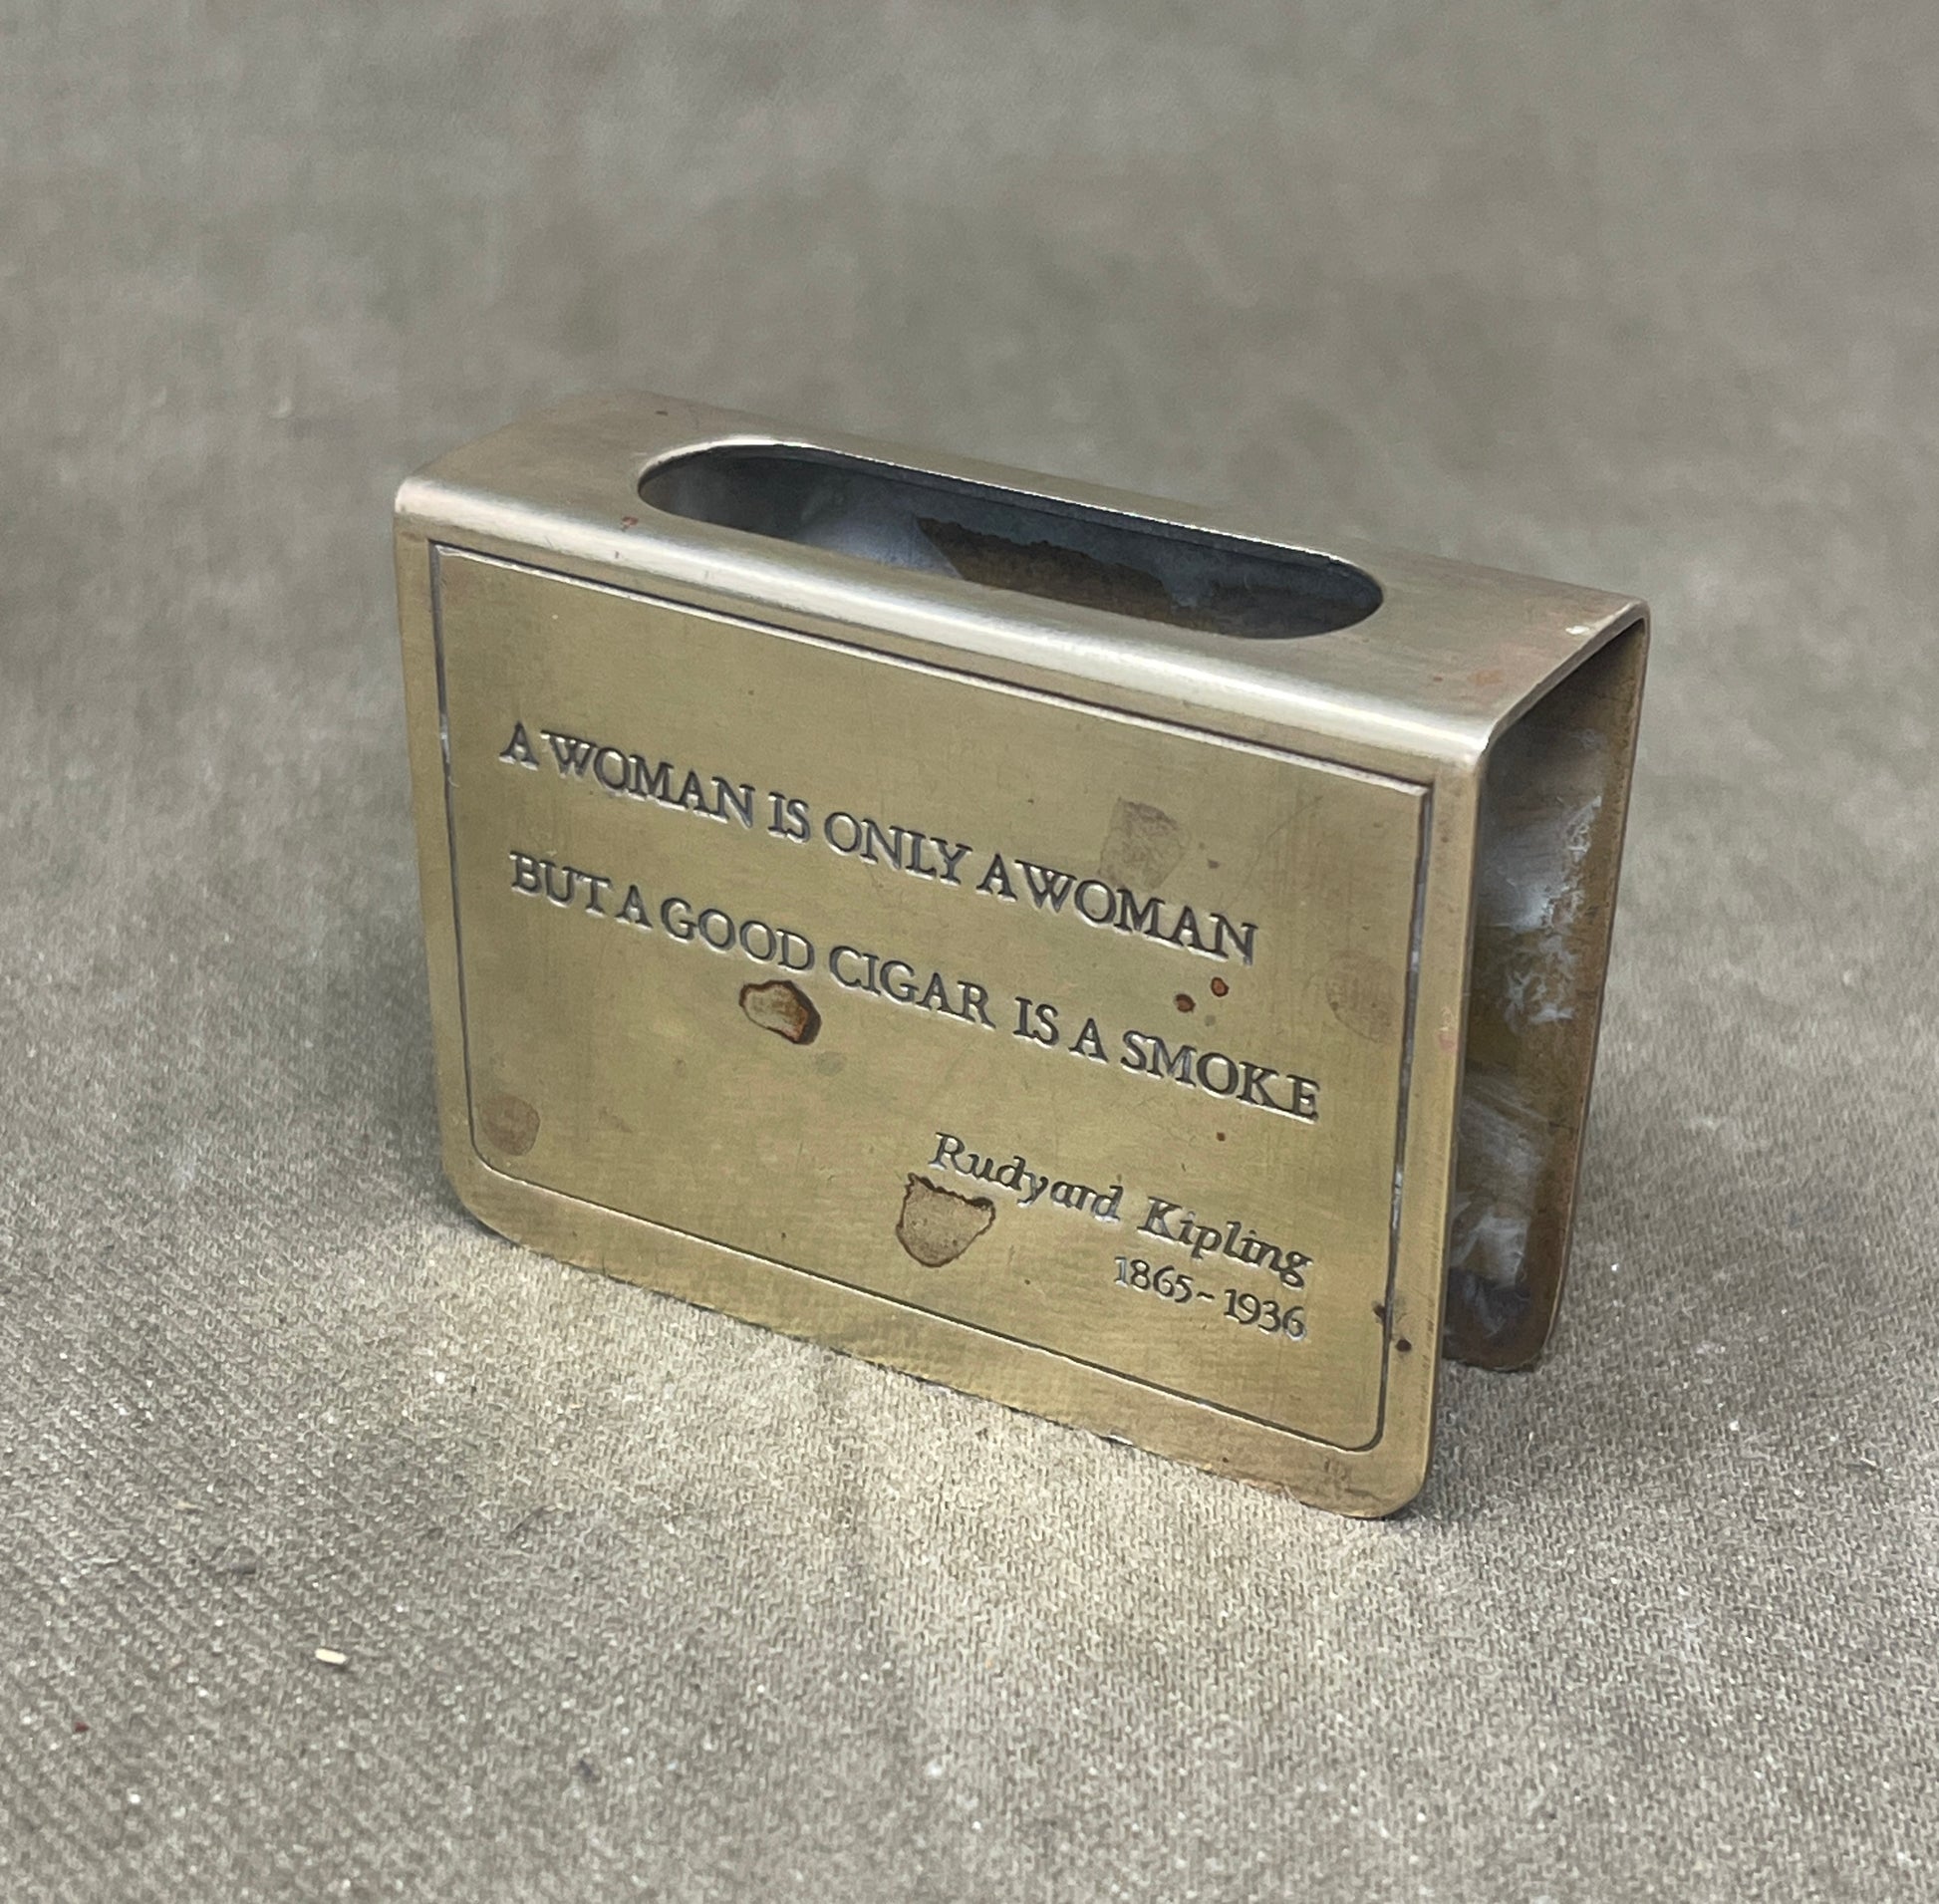 A WOMAN IS ONLY A WOMAN
BUT A GOOD CIGAR IS A SMOKE
Rudyard Kipling
1865-1936